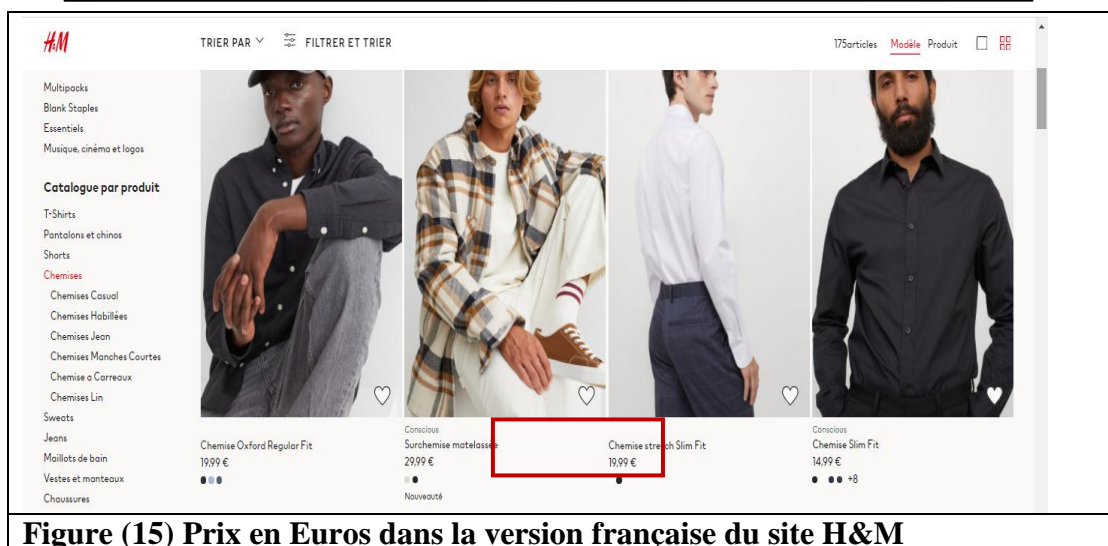 H&M
TRIER PAR FILTRER ET TRIER
175articles Modèle Produit
Multipacks
Blank Staples
Essentiels
Musique, cinéma et logos
Catalogue par produit
T-Shirts
Pantalons et chinos
Shorts
Chemises
Chemises Casual
Chemises Habillées
Chemises Jean
Chemises Manches Courtes
Chemise a Carreaux
Chemises Lin
Sweats
Jeans
Maillots de bain
Vestes et manteaux
Chaussures
Chemise Oxford Regular Fit
19,99 €
Conscious
Surchemise matelassée
29,99 €
Nouveauté
Chemise stretch Slim Fit
19,99 €
Conscious
Chemise Slim Fit
14,99 €
+8
Figure (15) Prix en Euros dans la version française du site H&M